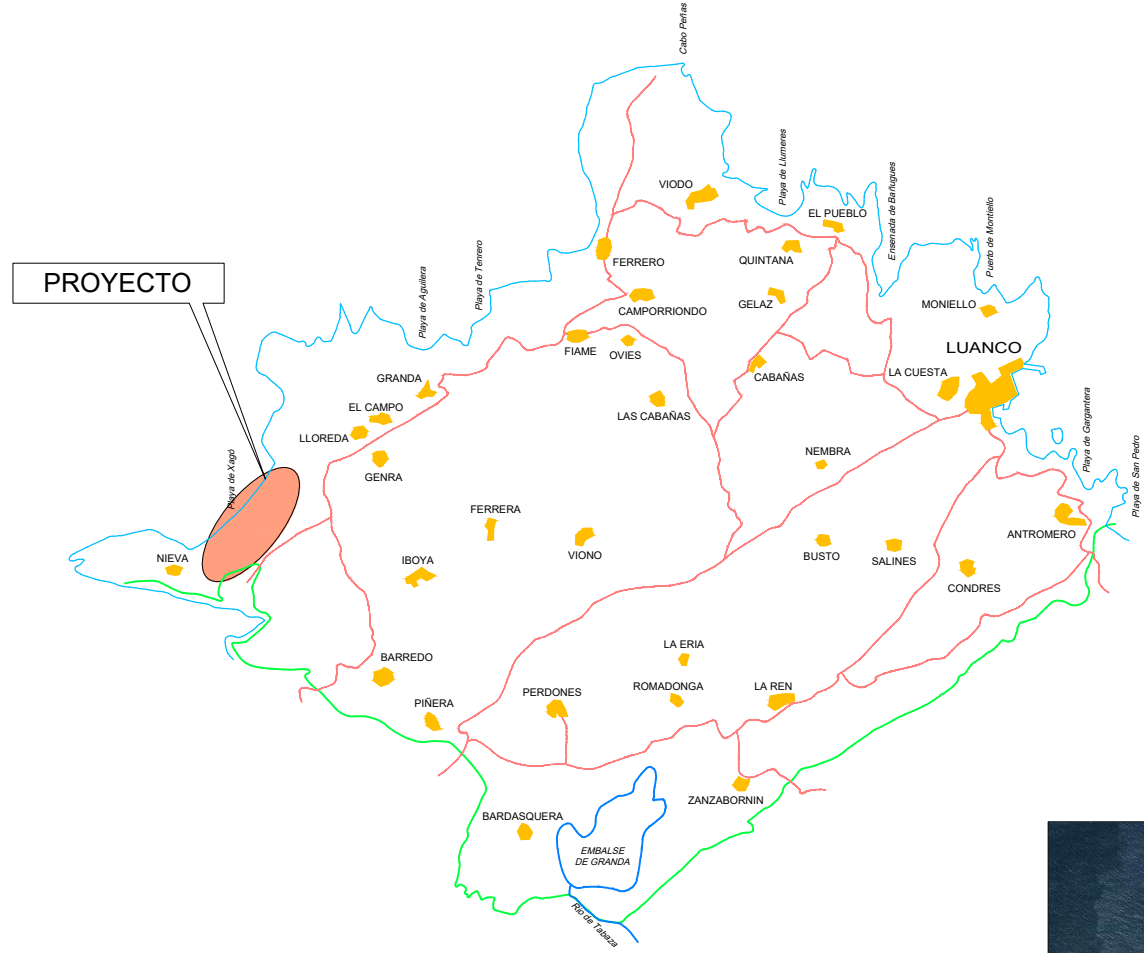 Cabo Peñas
VIODO
Playa de Llumeres
EL PUEBLO
Ensenada de Bañugues
Puerto de Montiello
Playa de Tenrero
Playa de Aguilera
FERRERO
QUINTANA
PROYECTO
CAMPORRIONDO
GELAZ
MONIELLO
FIAME
OVIES
LUANCO
GRANDA
CABAÑAS
LA CUESTA
EL CAMPO
LAS CABAÑAS
LLOREDA
Playa de Gargantera
GENRA
NEMBRA
Playa de Xagó
Playa de San Pedro
FERRERA
ANTROMERO
NIEVA
VIONO
BUSTO
SALINES
IBOYA
CONDRES
BARREDO
LA ERIA
PIÑERA
PERDONES
ROMADONGA
LA REN
ZANZABORNIN
BARDASQUERA
EMBALSE
DE GRANDA
Río de Tabaza